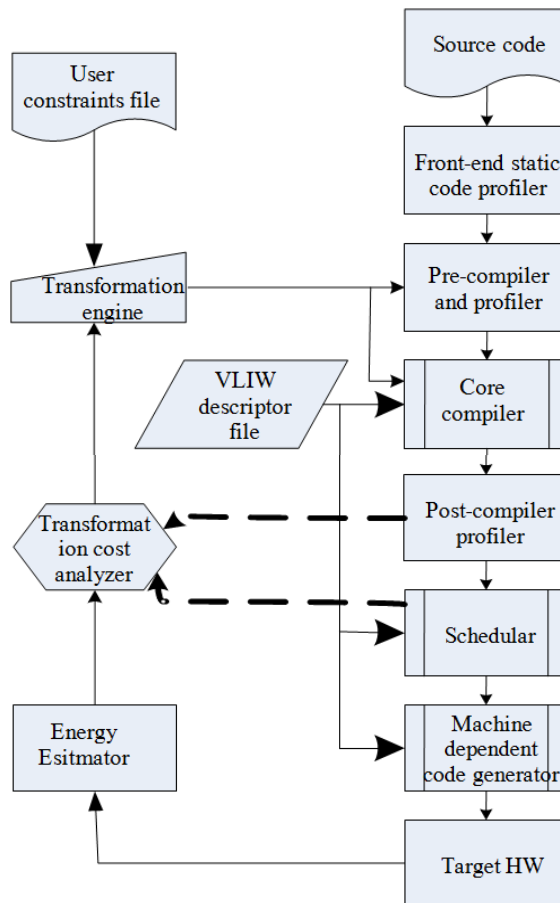 Source code
User
constraints file
Front-end static
code profiler
Transformation
engine
Pre-compiler
and profiler
VLIW
descriptor
file
Core
compiler
Transformat
ion cost
analyzer
Post-compiler
profiler
Schedular
Energy
Esitmator
Machine
dependent
code generator
Target HW